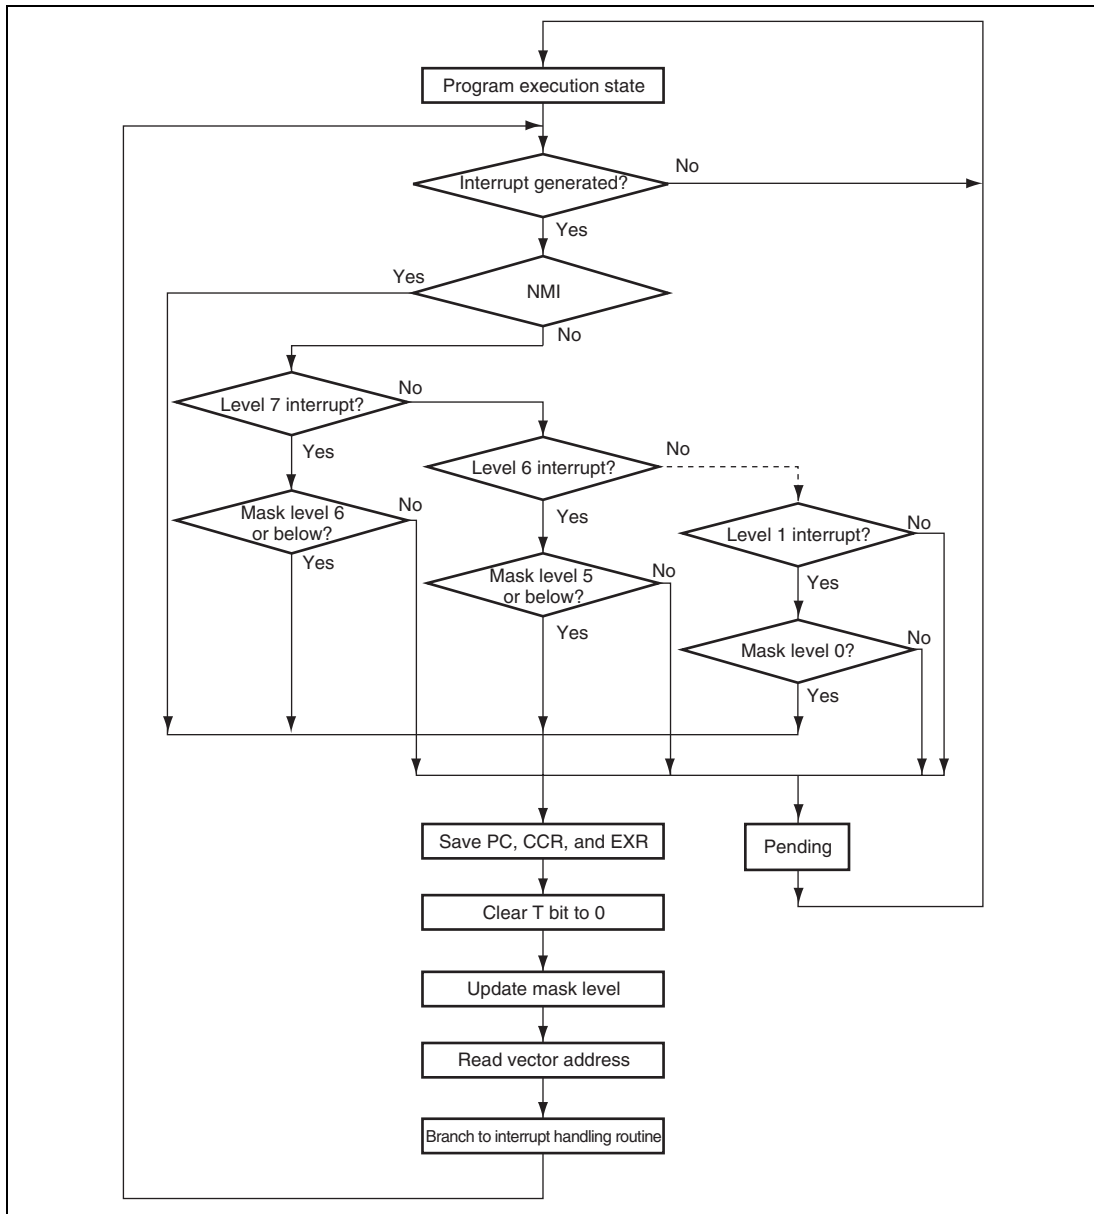 Program execution state
Interrupt generated?
No
Yes
Yes
NMI
No
Level 7 interrupt?
No
Yes
Level 6 interrupt?
No
Mask level 6
or below?
No
Yes
Yes
Level 1 interrupt?
No
Mask level 5
or below?
No
Yes
Yes
Mask level 0?
No
Yes
Save PC, CCR, and EXR
Pending
Clear T bit to 0
Update mask level
Read vector address
Branch to interrupt handling routine